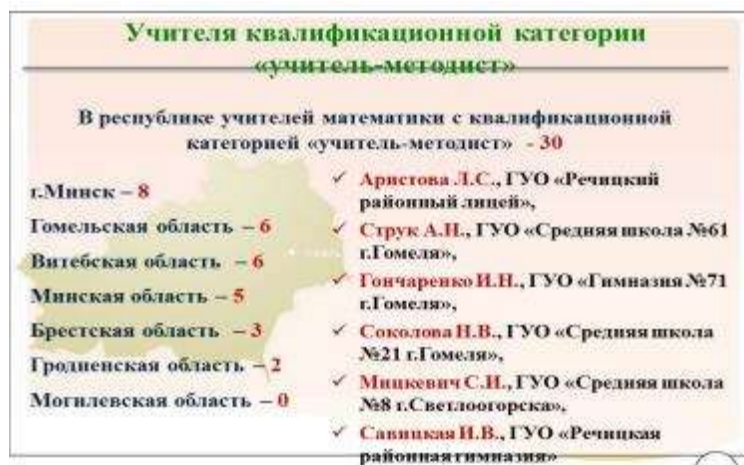 Учителя квалификационной категории
«учитель-методист»
В республике учителей математики с квалификационной
категорией «учитель-методист» - 30
г.Минск – 8
Гомельская область – 6
Витебская область – 6
Минская область – 5
Брестская область – 3
Гродненская область – 2
Могилевская область – 0
✓ Аристова Л.С., ГУО «Речицкий
районный лицей»,
✓ Струк А.Н., ГУО «Средняя школа №61
г.Гомеля»,
✓ Гончаренко И.Н., ГУО «Гимназия №71
г.Гомеля»,
✓ Соколова Н.В., ГУО «Средняя школа
№21 г.Гомеля»,
✓ Мицкевич С.И., ГУО «Средняя школа
№8 г.Светлоогорска»,
✓ Савицкая И.В., ГУО «Речицкая
районная гимназия»